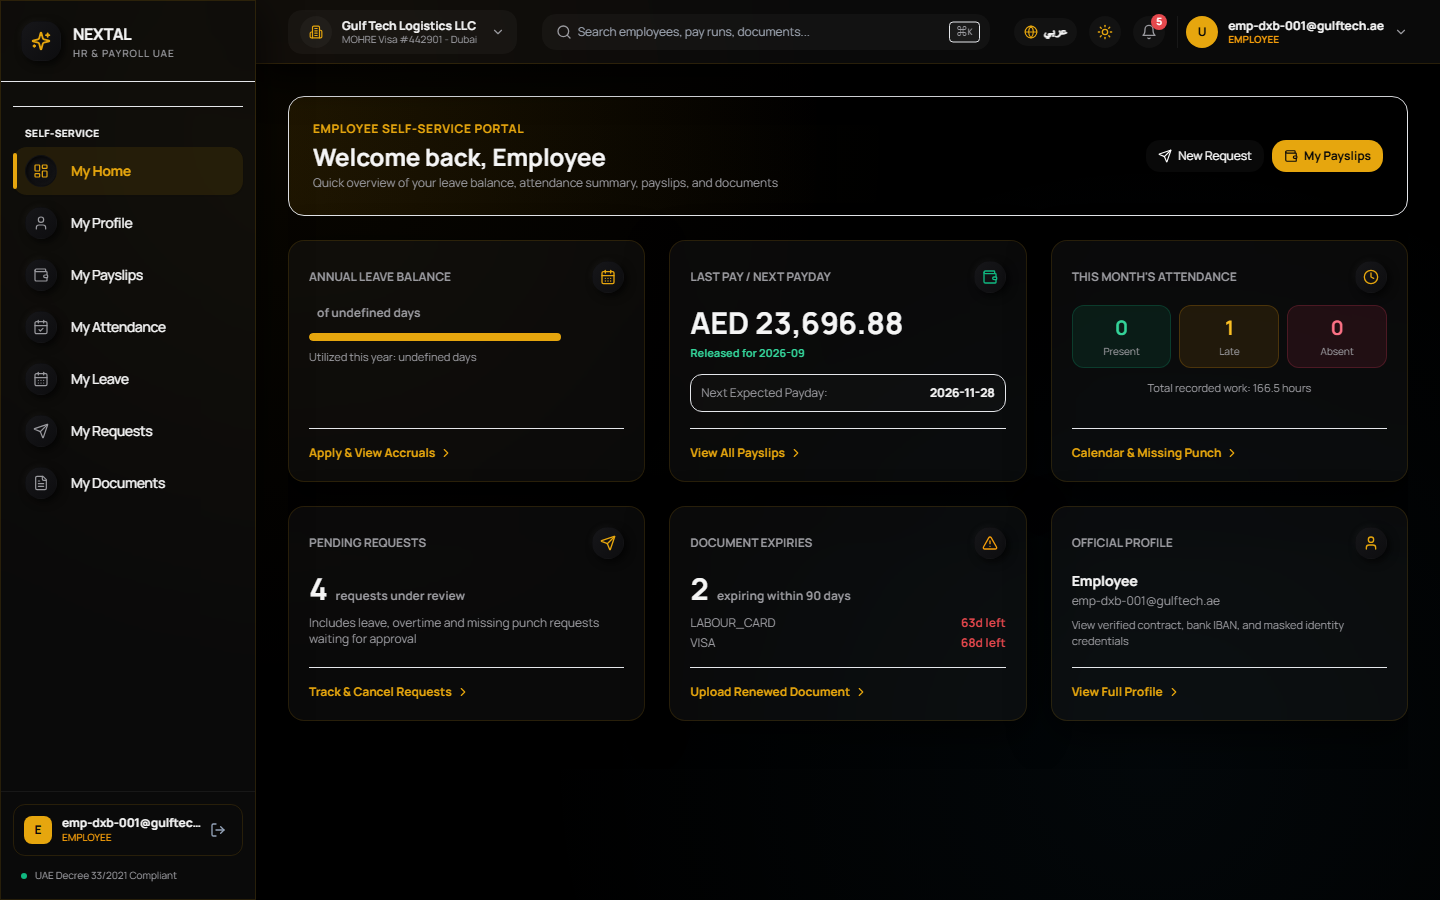 NEXTAL
HR & PAYROLL UAE
Gulf Tech Logistics LLC
MOHRE Visa #442901 - Dubai
Search employees, pay runs, documents...
⌘K
عربي
5
U
emp-dxb-001@gulftech.ae
EMPLOYEE
SELF-SERVICE
My Home
My Profile
My Payslips
My Attendance
My Leave
My Requests
My Documents
EMPLOYEE SELF-SERVICE PORTAL
Welcome back, Employee
Quick overview of your leave balance, attendance summary, payslips, and documents
New Request
My Payslips
ANNUAL LEAVE BALANCE
of undefined days
Utilized this year: undefined days
Apply & View Accruals
LAST PAY / NEXT PAYDAY
AED 23,696.88
Released for 2026-09
Next Expected Payday: 2026-11-28
View All Payslips
THIS MONTH'S ATTENDANCE
0 1 0
Present Late Absent
Total recorded work: 166.5 hours
Calendar & Missing Punch
PENDING REQUESTS
4 requests under review
Includes leave, overtime and missing punch requests
waiting for approval
Track & Cancel Requests
DOCUMENT EXPIRIES
2 expiring within 90 days
LABOUR_CARD 63d left
VISA 68d left
Upload Renewed Document
OFFICIAL PROFILE
Employee
emp-dxb-001@gulftech.ae
View verified contract, bank IBAN, and masked identity
credentials
View Full Profile
E
emp-dxb-001@gulftec...
EMPLOYEE
UAE Decree 33/2021 Compliant